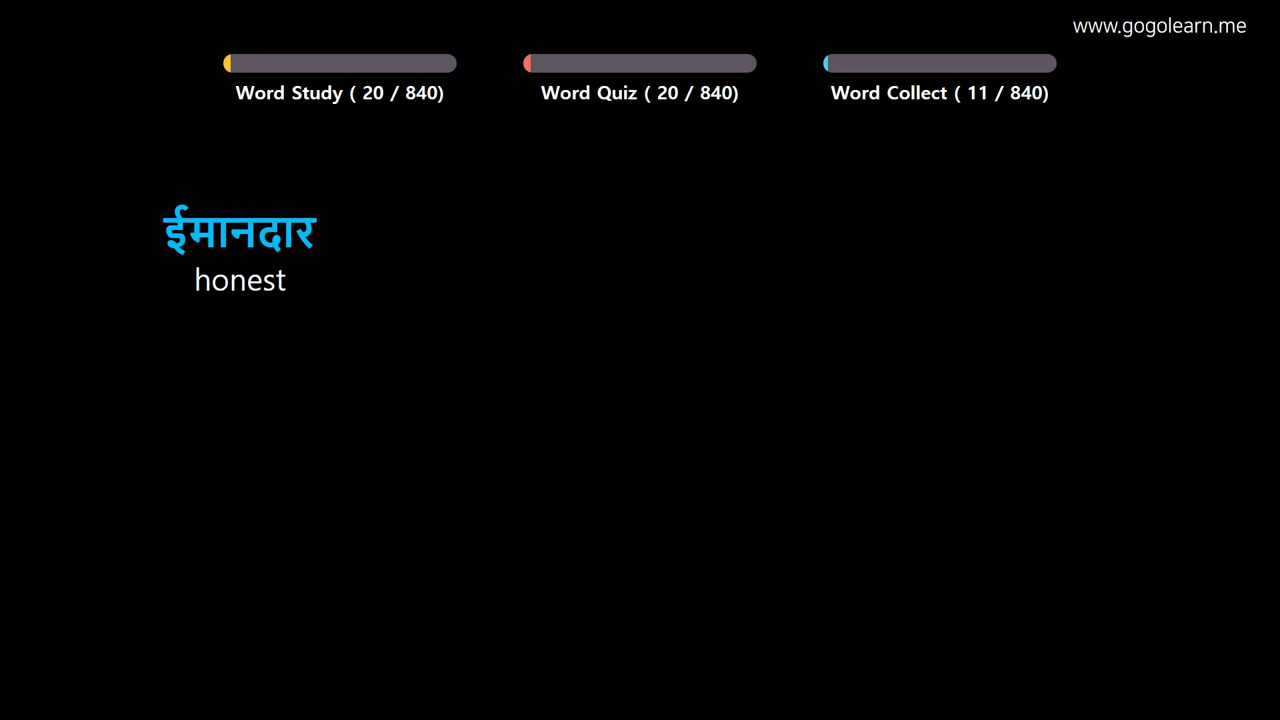 www.gogolearn.me
Word Study ( 20 / 840)
Word Quiz ( 20 / 840)
Word Collect ( 11 / 840)
ईमानदार
honest